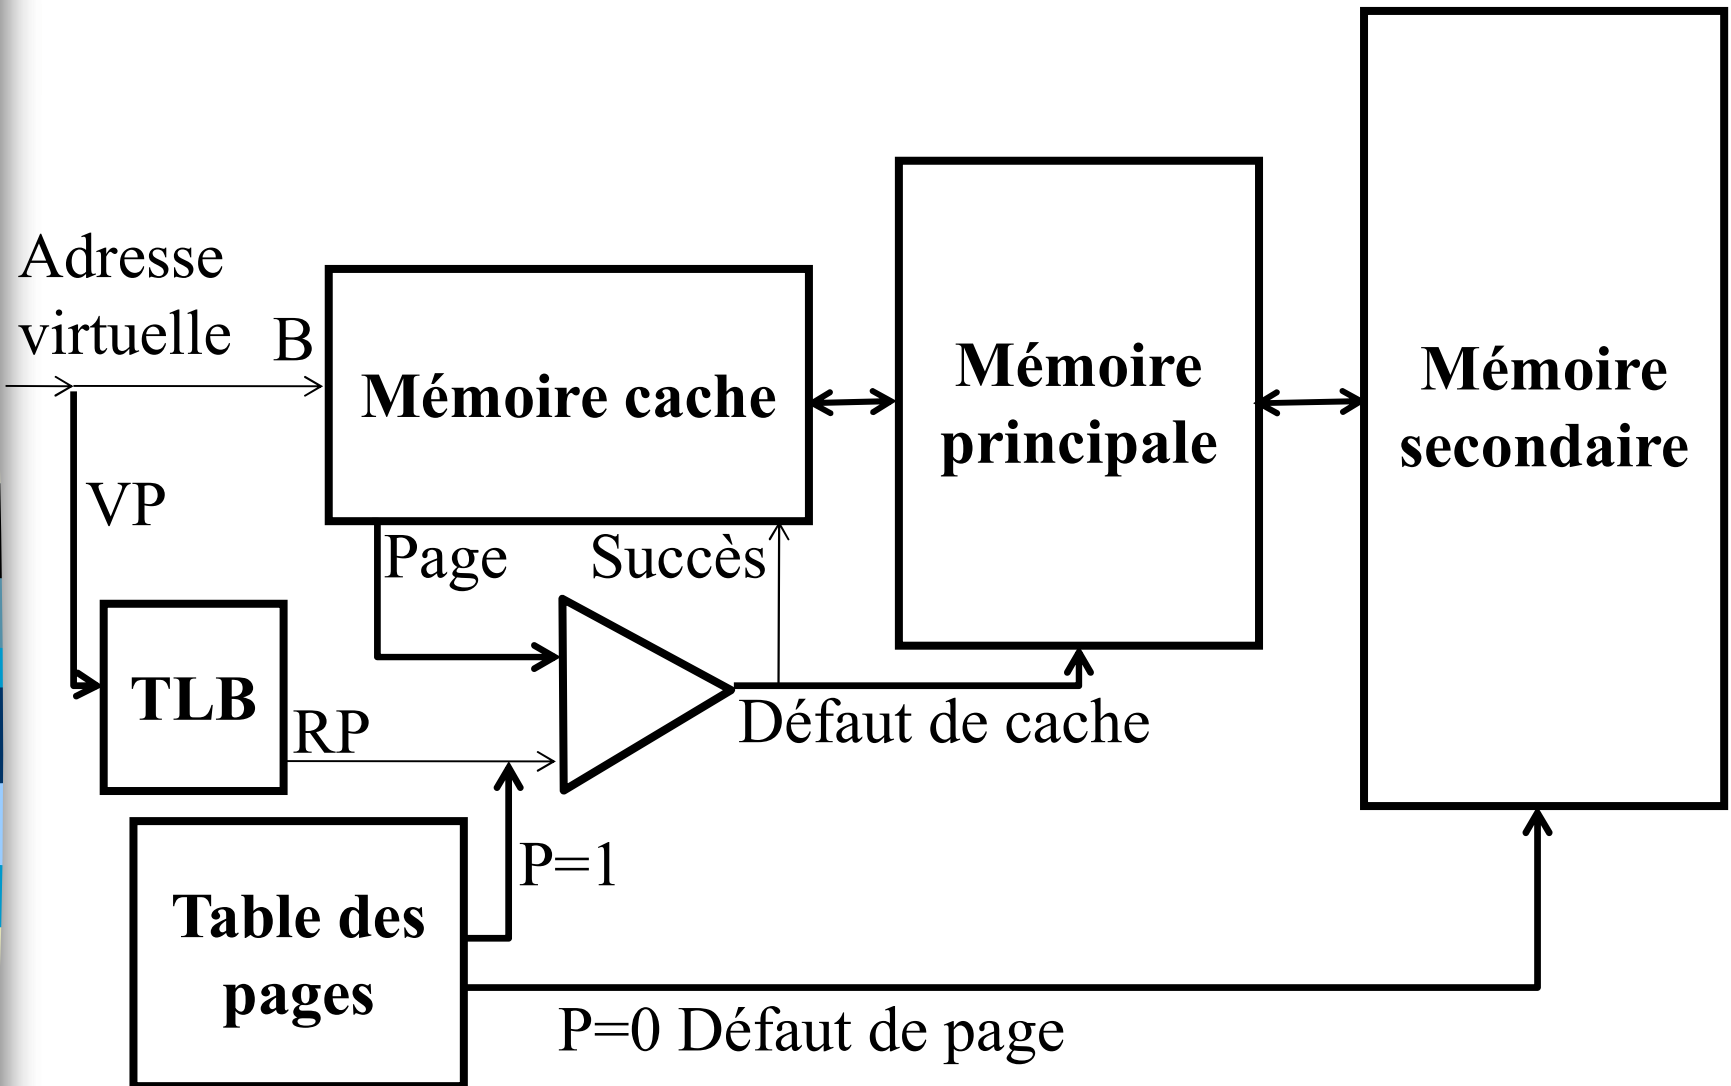 Adresse
virtuelle
B
Mémoire cache
Mémoire
principale
Mémoire
secondaire
VP
Page
Succès
TLB
RP
Défaut de cache
P=1
Table des
pages
P=0 Défaut de page